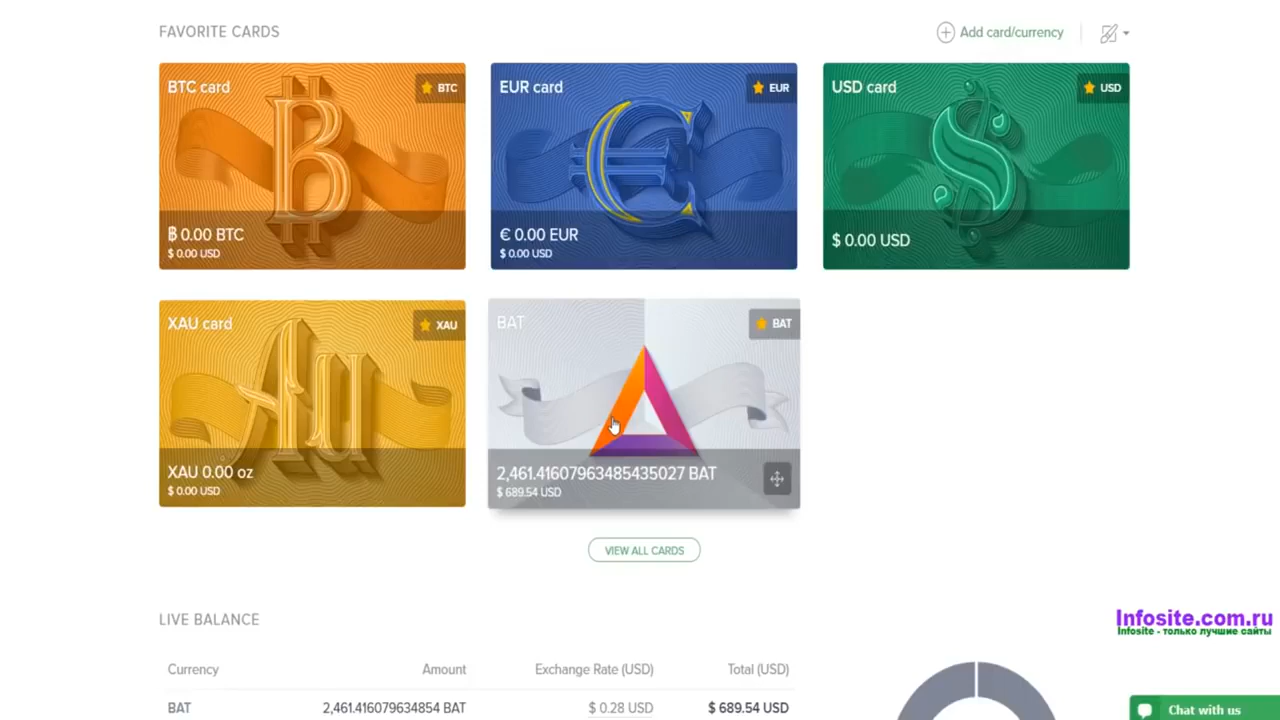 FAVORITE CARDS
Add card/currency
BTC card
BTC
฿ 0.00 BTC
$ 0.00 USD
EUR card
EUR
€ 0.00 EUR
$ 0.00 USD
USD card
USD
$ 0.00 USD
XAU card
XAU
XAU 0.00 oz
$ 0.00 USD
BAT
BAT
2,461.41607963485435027 BAT
$ 689.54 USD
VIEW ALL CARDS
LIVE BALANCE
Infosite.com.ru
Infosite - только лучшие сайты
Currency Amount Exchange Rate (USD) Total (USD)
BAT 2,461.416079634854 BAT $ 0.28 USD $ 689.54 USD
Chat with us